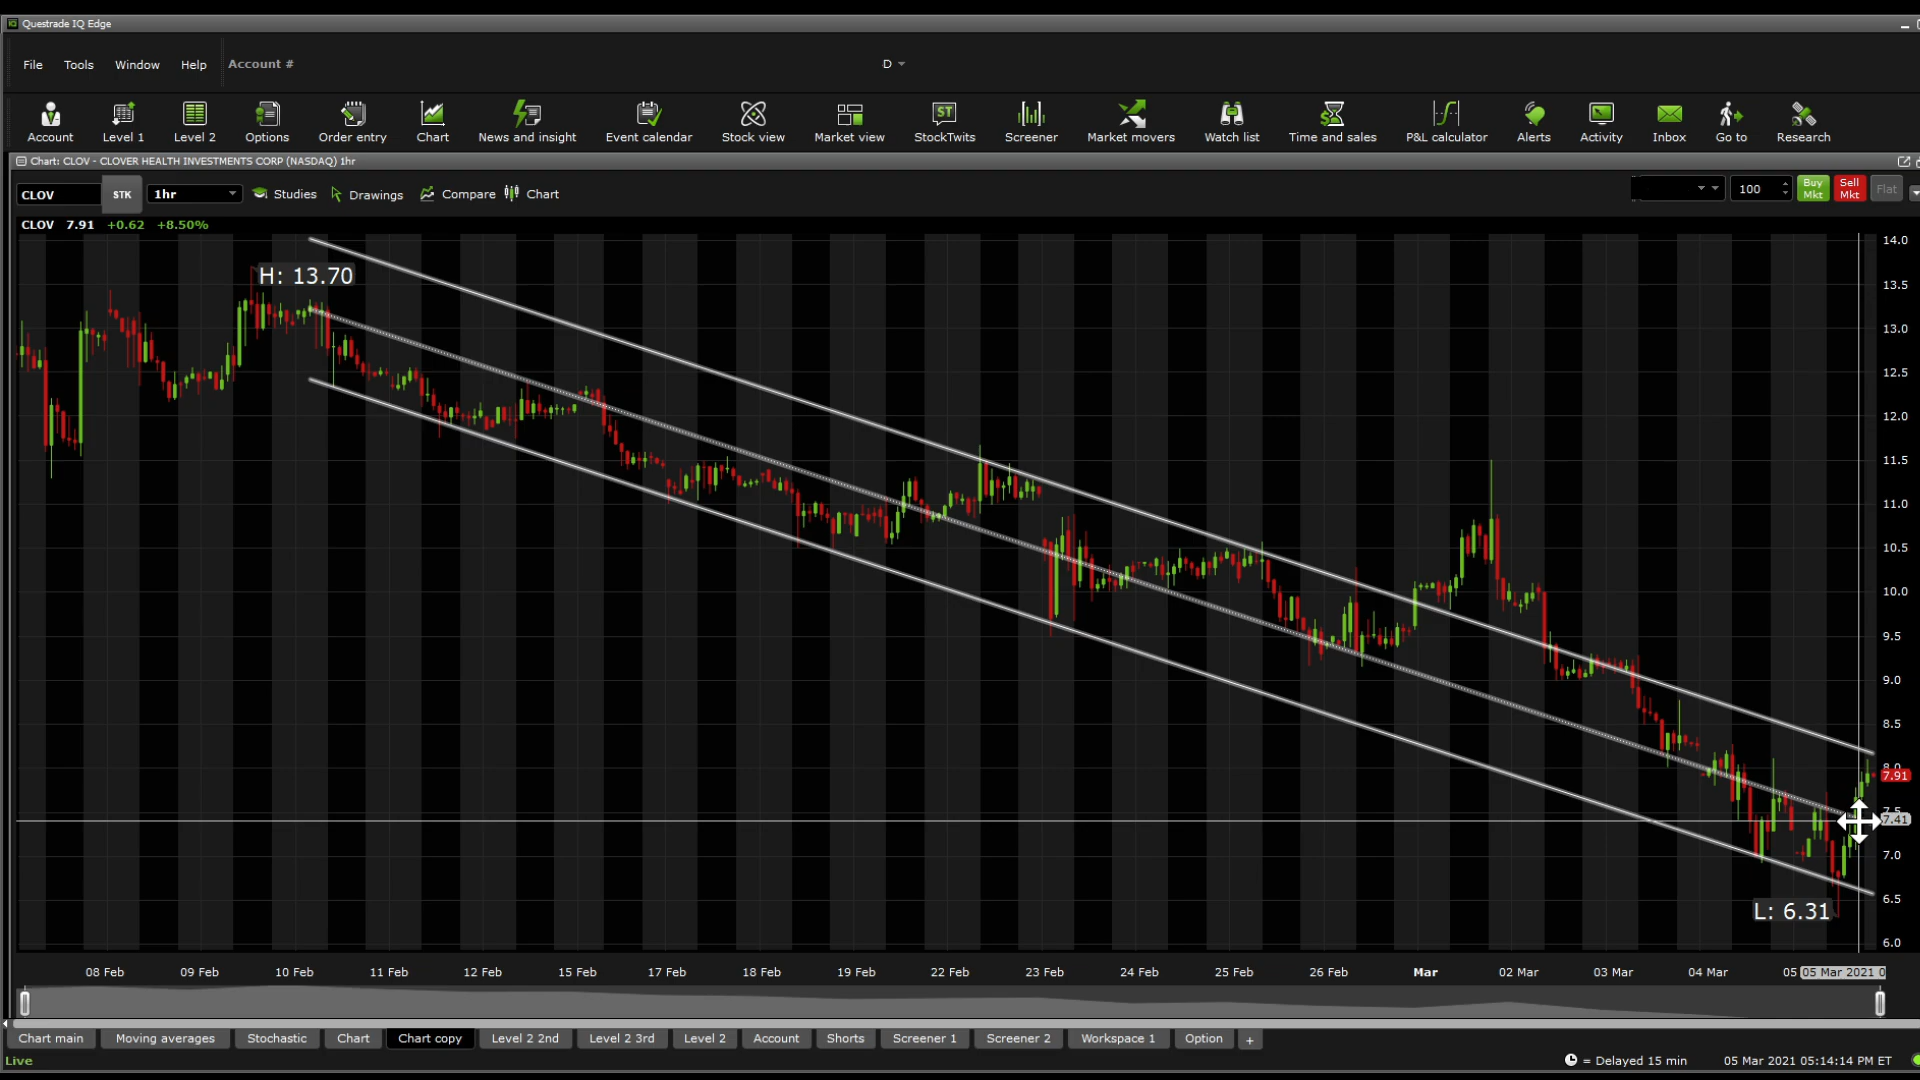 Questrade IQ Edge
File Tools Window Help Account # D
Account Level 1 Level 2 Options Order entry Chart News and insight Event calendar Stock view Market view StockTwits Screener Market movers Watch list Time and sales P&L calculator Alerts Activity Inbox Go to Research
Chart: CLOV - CLOVER HEALTH INVESTMENTS CORP (NASDAQ) 1hr
CLOV STK 1hr Studies Drawings Compare Chart 100 Buy Mkt Sell Mkt Flat
CLOV 7.91 +0.62 +8.50%
14.0
H: 13.70
13.5
13.0
12.5
12.0
11.5
11.0
10.5
10.0
9.5
9.0
8.5
8.0
7.91
7.5
7.41
7.0
6.5
L: 6.31
6.0
08 Feb 09 Feb 10 Feb 11 Feb 12 Feb 15 Feb 17 Feb 18 Feb 19 Feb 22 Feb 23 Feb 24 Feb 25 Feb 26 Feb Mar 02 Mar 03 Mar 04 Mar 05 05 Mar 2021 0
Chart main Moving averages Stochastic Chart Chart copy Level 2 2nd Level 2 3rd Level 2 Account Shorts Screener 1 Screener 2 Workspace 1 Option +
Live = Delayed 15 min 05 Mar 2021 05:14:14 PM ET